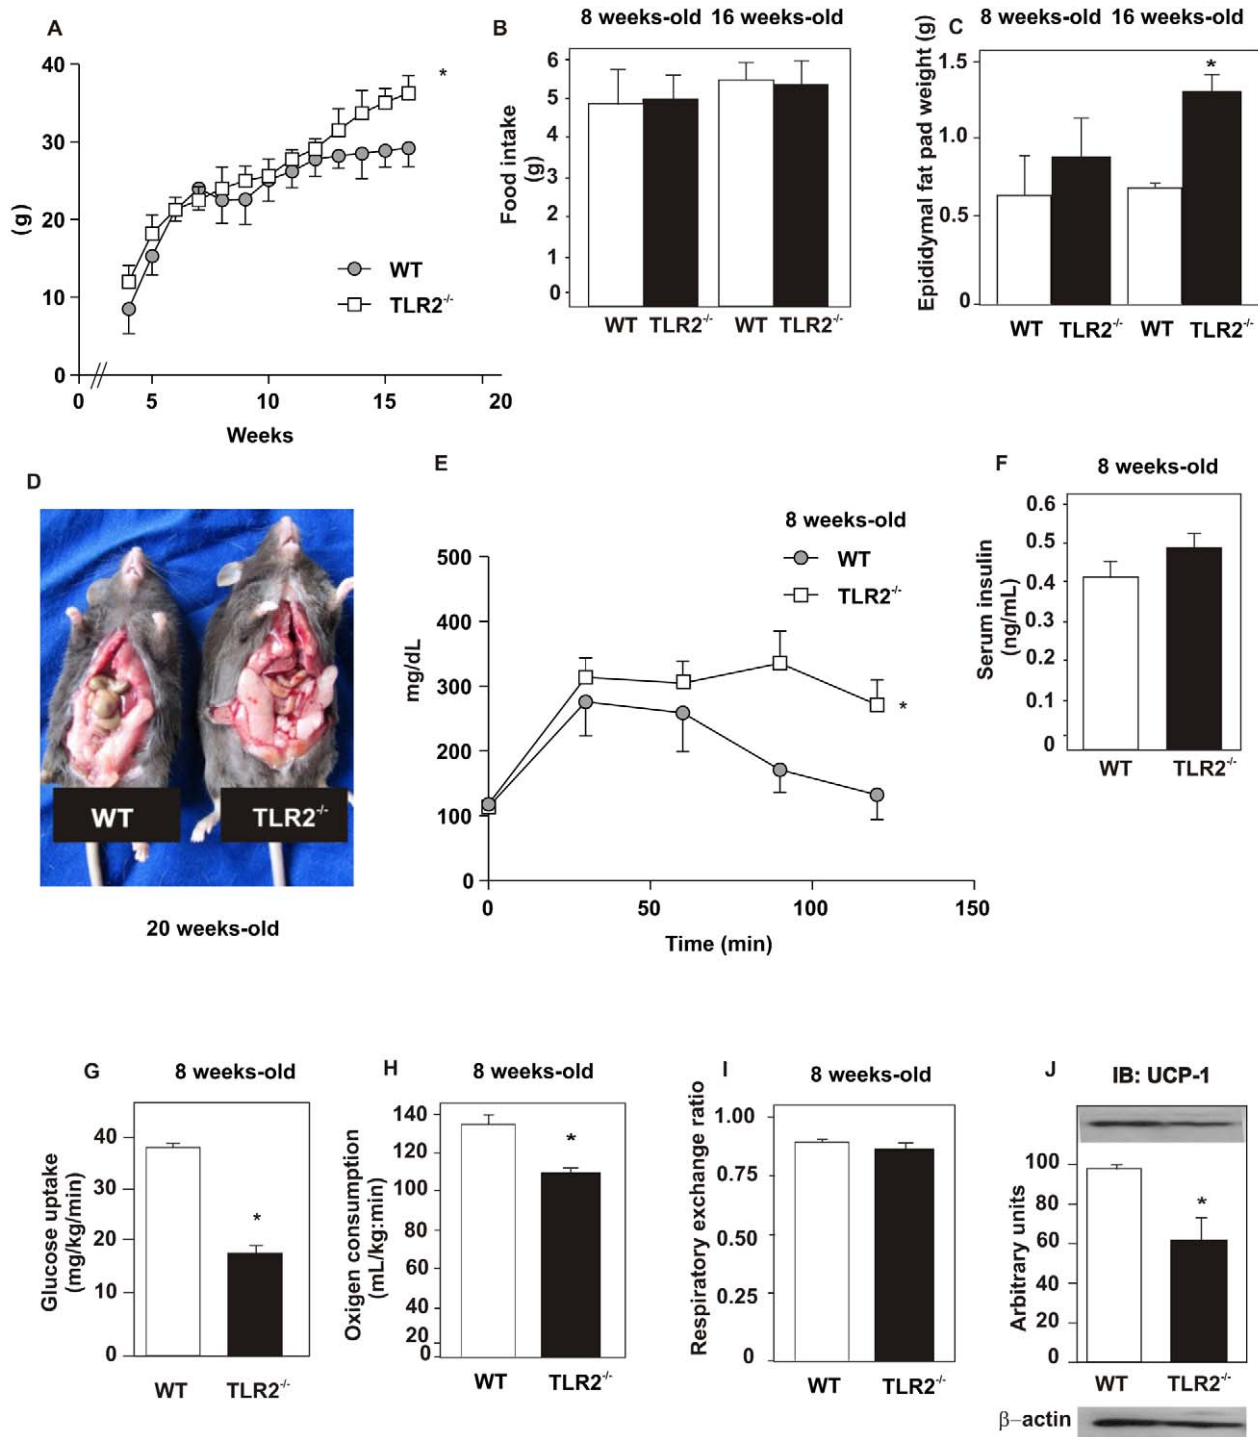 A
40
30
20
10
0
(g)
0 5 10 15 20
Weeks
WT
TLR2-/-
*
B
8 weeks-old 16 weeks-old
Food intake
(g)
6
5
4
3
2
1
0
WT TLR2-/- WT TLR2-/-
C
8 weeks-old 16 weeks-old
Epididymal fat pad weight (g)
1.5
1.0
0.5
0
*
WT TLR2-/- WT TLR2-/-
D
WT
TLR2-/-
20 weeks-old
E
8 weeks-old
WT
TLR2-/-
mg/dL
500
400
300
200
100
0
*
0 50 100 150
Time (min)
F
8 weeks-old
Serum insulin
(ng/mL)
0.6
0.5
0.4
0.3
0.2
0.1
0
WT TLR2-/-
G
8 weeks-old
Glucose uptake
(mg/kg/min)
40
30
20
10
0
*
WT TLR2-/-
H
8 weeks-old
Oxigen consumption
(mL/kg:min)
140
120
100
80
60
40
20
0
*
WT TLR2-/-
I
8 weeks-old
Respiratory exchange ratio
1.00
0.75
0.50
0.25
0
WT TLR2-/-
J
IB: UCP-1
Arbitrary units
100
80
60
40
20
0
*
WT TLR2-/-
β–actin